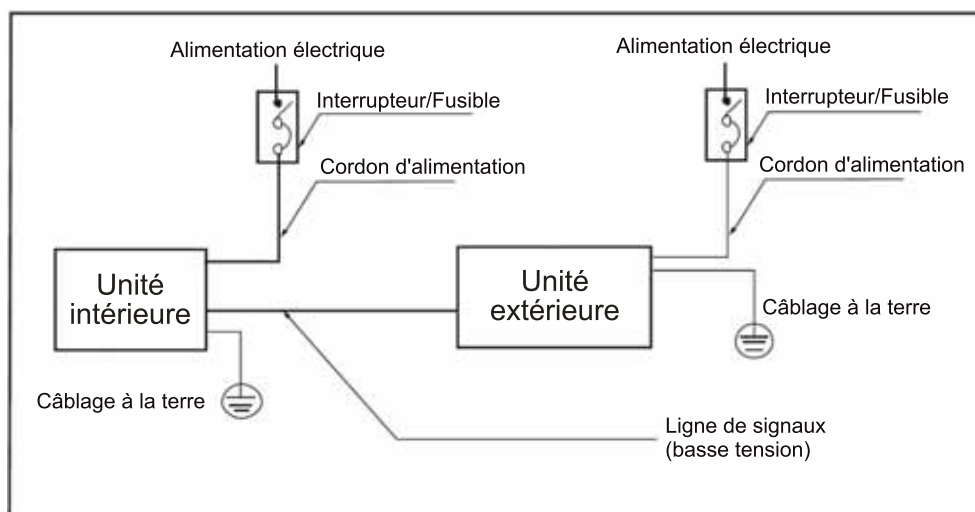 Alimentation électrique
Alimentation électrique
Interrupteur/Fusible
Interrupteur/Fusible
Cordon d'alimentation
Cordon d'alimentation
Unité
intérieure
Unité
extérieure
Câblage à la terre
Câblage à la terre
Ligne de signaux
(basse tension)